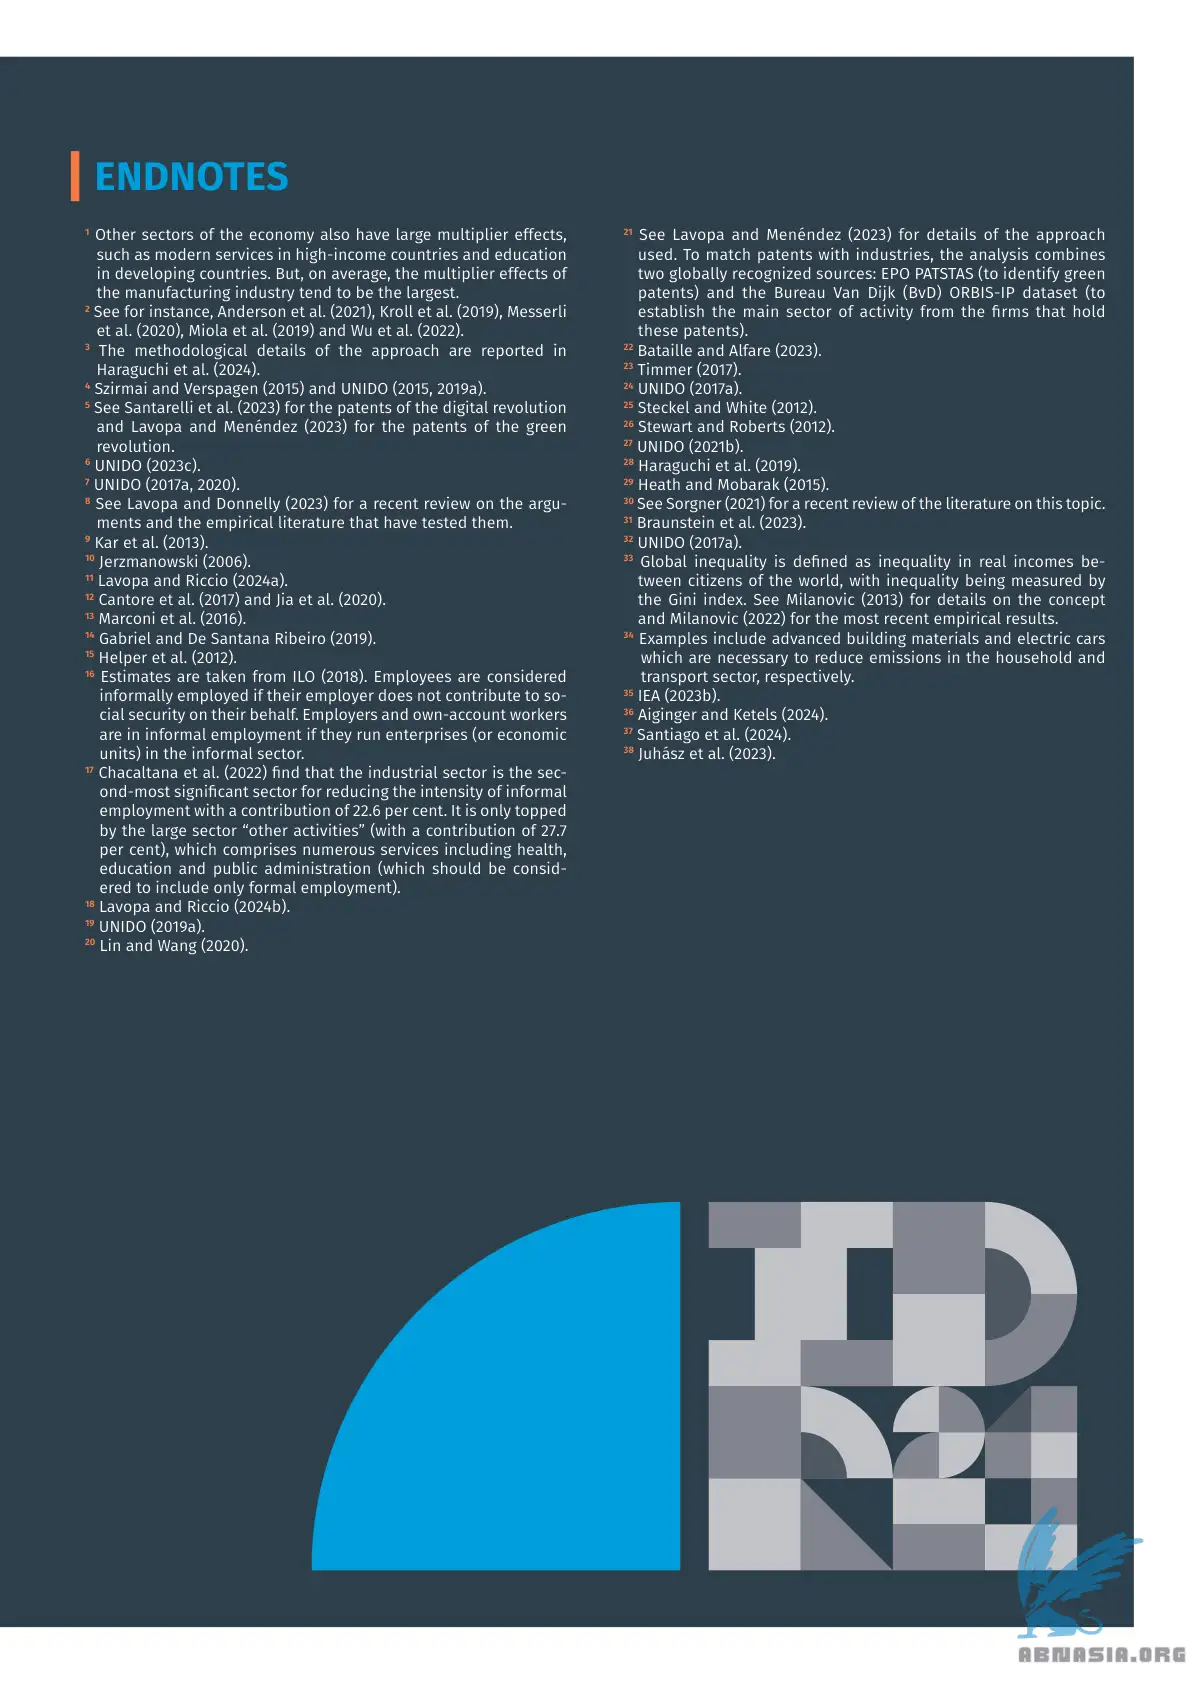 ENDNOTES
1 Other sectors of the economy also have large multiplier effects,
such as modern services in high-income countries and education
in developing countries. But, on average, the multiplier effects of
the manufacturing industry tend to be the largest.
2 See for instance, Anderson et al. (2021), Kroll et al. (2019), Messerli
et al. (2020), Miola et al. (2019) and Wu et al. (2022).
3 The methodological details of the approach are reported in
Haraguchi et al. (2024).
4 Szirmai and Verspagen (2015) and UNIDO (2015, 2019a).
5 See Santarelli et al. (2023) for the patents of the digital revolution
and Lavopa and Menéndez (2023) for the patents of the green
revolution.
6 UNIDO (2023c).
7 UNIDO (2017a, 2020).
8 See Lavopa and Donnelly (2023) for a recent review on the argu-
ments and the empirical literature that have tested them.
9 Kar et al. (2013).
10 Jerzmanowski (2006).
11 Lavopa and Riccio (2024a).
12 Cantore et al. (2017) and Jia et al. (2020).
13 Marconi et al. (2016).
14 Gabriel and De Santana Ribeiro (2019).
15 Helper et al. (2012).
16 Estimates are taken from ILO (2018). Employees are considered
informally employed if their employer does not contribute to so-
cial security on their behalf. Employers and own-account workers
are in informal employment if they run enterprises (or economic
units) in the informal sector.
17 Chacaltana et al. (2022) find that the industrial sector is the sec-
ond-most significant sector for reducing the intensity of informal
employment with a contribution of 22.6 per cent. It is only topped
by the large sector “other activities” (with a contribution of 27.7
per cent), which comprises numerous services including health,
education and public administration (which should be consid-
ered to include only formal employment).
18 Lavopa and Riccio (2024b).
19 UNIDO (2019a).
20 Lin and Wang (2020).
21 See Lavopa and Menéndez (2023) for details of the approach
used. To match patents with industries, the analysis combines
two globally recognized sources: EPO PATSTAS (to identify green
patents) and the Bureau Van Dijk (BvD) ORBIS-IP dataset (to
establish the main sector of activity from the firms that hold
these patents).
22 Bataille and Alfare (2023).
23 Timmer (2017).
24 UNIDO (2017a).
25 Steckel and White (2012).
26 Stewart and Roberts (2012).
27 UNIDO (2021b).
28 Haraguchi et al. (2019).
29 Heath and Mobarak (2015).
30 See Sorgner (2021) for a recent review of the literature on this topic.
31 Braunstein et al. (2023).
32 UNIDO (2017a).
33 Global inequality is defined as inequality in real incomes be-
tween citizens of the world, with inequality being measured by
the Gini index. See Milanovic (2013) for details on the concept
and Milanovic (2022) for the most recent empirical results.
34 Examples include advanced building materials and electric cars
which are necessary to reduce emissions in the household and
transport sector, respectively.
35 IEA (2023b).
36 Aiginger and Ketels (2024).
37 Santiago et al. (2024).
38 Juhász et al. (2023).
ID
R24
ABNASIA.ORG